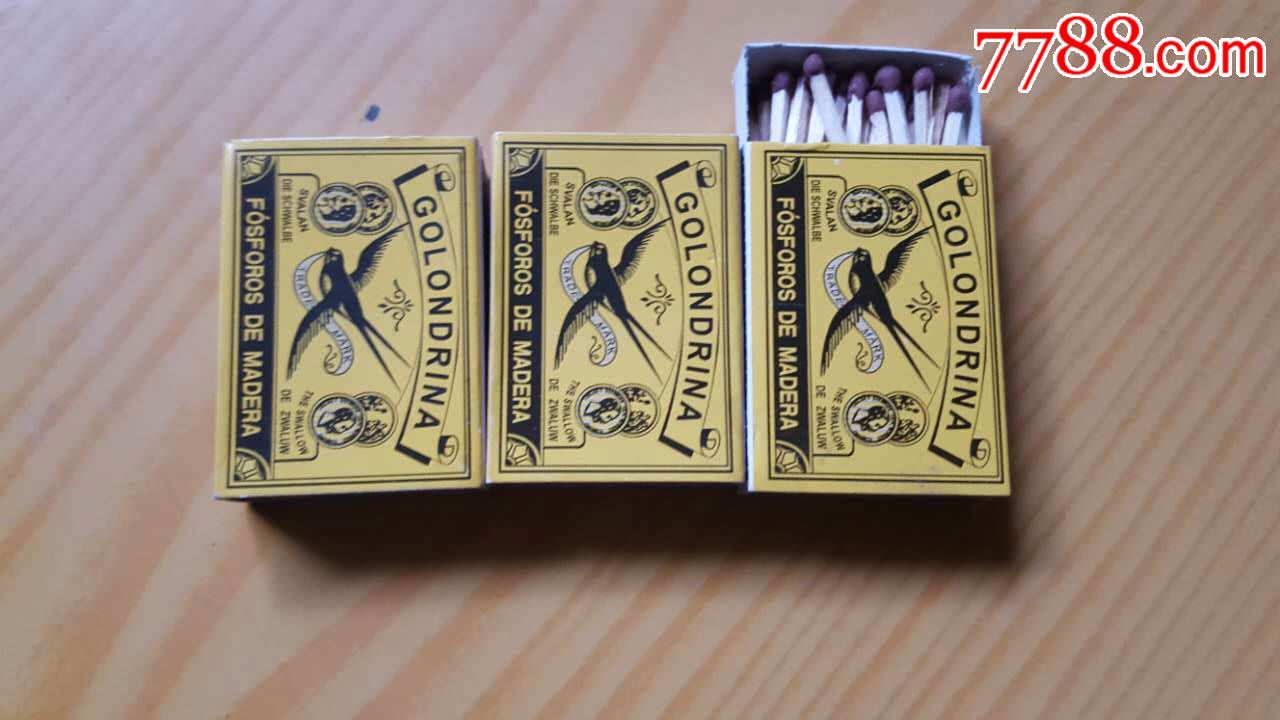 7788.com
GOLONDRINA
SVALAN
DIE SCHWALBE
TRADE MARK
THE SWALLOW
DE ZWALUW
FÓSFOROS DE MADERA
GOLONDRINA
SVALAN
DIE SCHWALBE
TRADE MARK
THE SWALLOW
DE ZWALUW
FÓSFOROS DE MADERA
GOLONDRINA
SVALAN
DIE SCHWALBE
TRADE MARK
THE SWALLOW
DE ZWALUW
FÓSFOROS DE MADERA